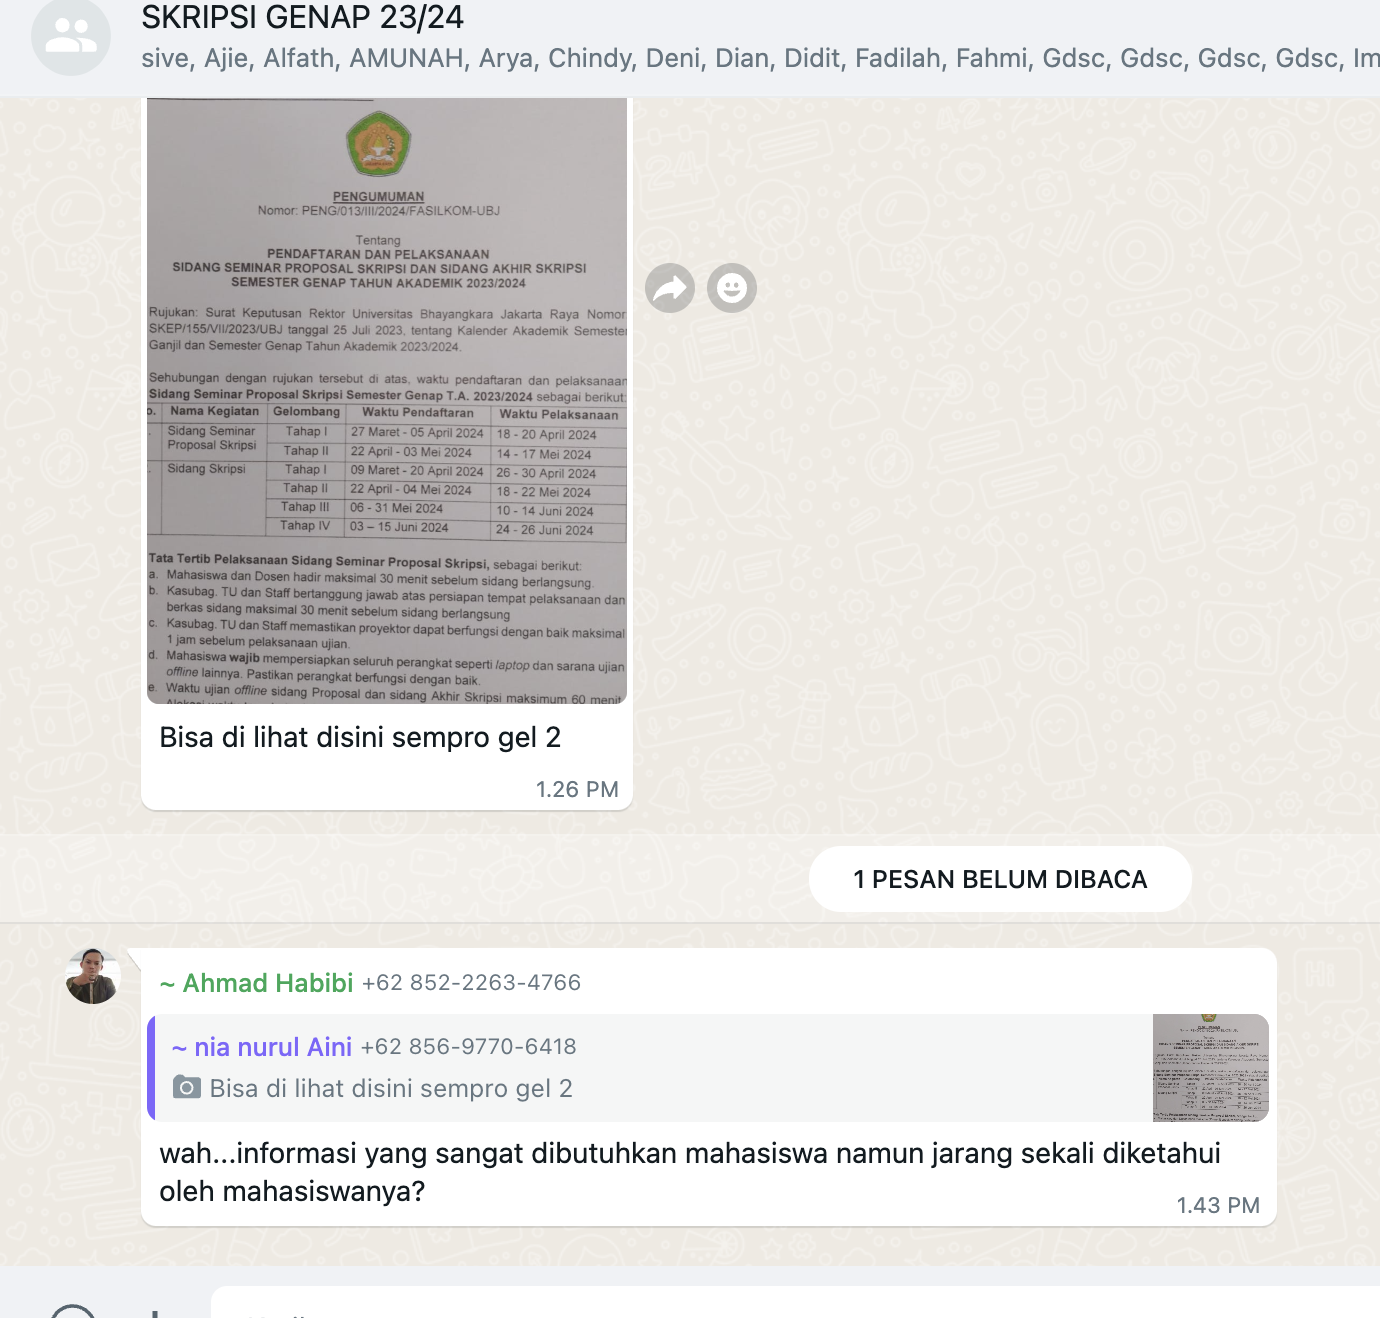 SKRIPSI GENAP 23/24
sive, Ajie, Alfath, AMUNAH, Arya, Chindy, Deni, Dian, Didit, Fadilah, Fahmi, Gdsc, Gdsc, Gdsc, Gdsc, Im
PENGUMUMAN
Nomor: PENG/013/III/2024/FASILKOM-UBJ
Tentang
PENDAFTARAN DAN PELAKSANAAN
SIDANG SEMINAR PROPOSAL SKRIPSI DAN SIDANG AKHIR SKRIPSI
SEMESTER GENAP TAHUN AKADEMIK 2023/2024
Rujukan: Surat Keputusan Rektor Universitas Bhayangkara Jakarta Raya Nomor
SKEP/155/VII/2023/UBJ tanggal 25 Juli 2023, tentang Kalender Akademik Semester
Ganjil dan Semester Genap Tahun Akademik 2023/2024.
Sehubungan dengan rujukan tersebut di atas, waktu pendaftaran dan pelaksanaan
Sidang Seminar Proposal Skripsi Semester Genap T.A. 2023/2024 sebagai berikut:
o. Nama Kegiatan Gelombang Waktu Pendaftaran Waktu Pelaksanaan
Sidang Seminar Tahap I 27 Maret - 05 April 2024 18 - 20 April 2024
Proposal Skripsi Tahap II 22 April - 03 Mei 2024 14 - 17 Mei 2024
Sidang Skripsi Tahap I 09 Maret - 20 April 2024 26 - 30 April 2024
Tahap II 22 April - 04 Mei 2024 18 - 22 Mei 2024
Tahap III 06 - 31 Mei 2024 10 - 14 Juni 2024
Tahap IV 03 – 15 Juni 2024 24 - 26 Juni 2024
Tata Tertib Pelaksanaan Sidang Seminar Proposal Skripsi, sebagai berikut:
a. Mahasiswa dan Dosen hadir maksimal 30 menit sebelum sidang berlangsung.
b. Kasubag. TU dan Staff bertanggung jawab atas persiapan tempat pelaksanaan dan
berkas sidang maksimal 30 menit sebelum sidang berlangsung
c. Kasubag. TU dan Staff memastikan proyektor dapat berfungsi dengan baik maksimal
1 jam sebelum pelaksanaan ujian.
d. Mahasiswa wajib mempersiapkan seluruh perangkat seperti laptop dan sarana ujian
offline lainnya. Pastikan perangkat berfungsi dengan baik.
e. Waktu ujian offline sidang Proposal dan sidang Akhir Skripsi maksimum 60 menit
Bisa di lihat disini sempro gel 2
1.26 PM
1 PESAN BELUM DIBACA
~ Ahmad Habibi +62 852-2263-4766
~ nia nurul Aini +62 856-9770-6418
Bisa di lihat disini sempro gel 2
wah...informasi yang sangat dibutuhkan mahasiswa namun jarang sekali diketahui
oleh mahasiswanya?
1.43 PM